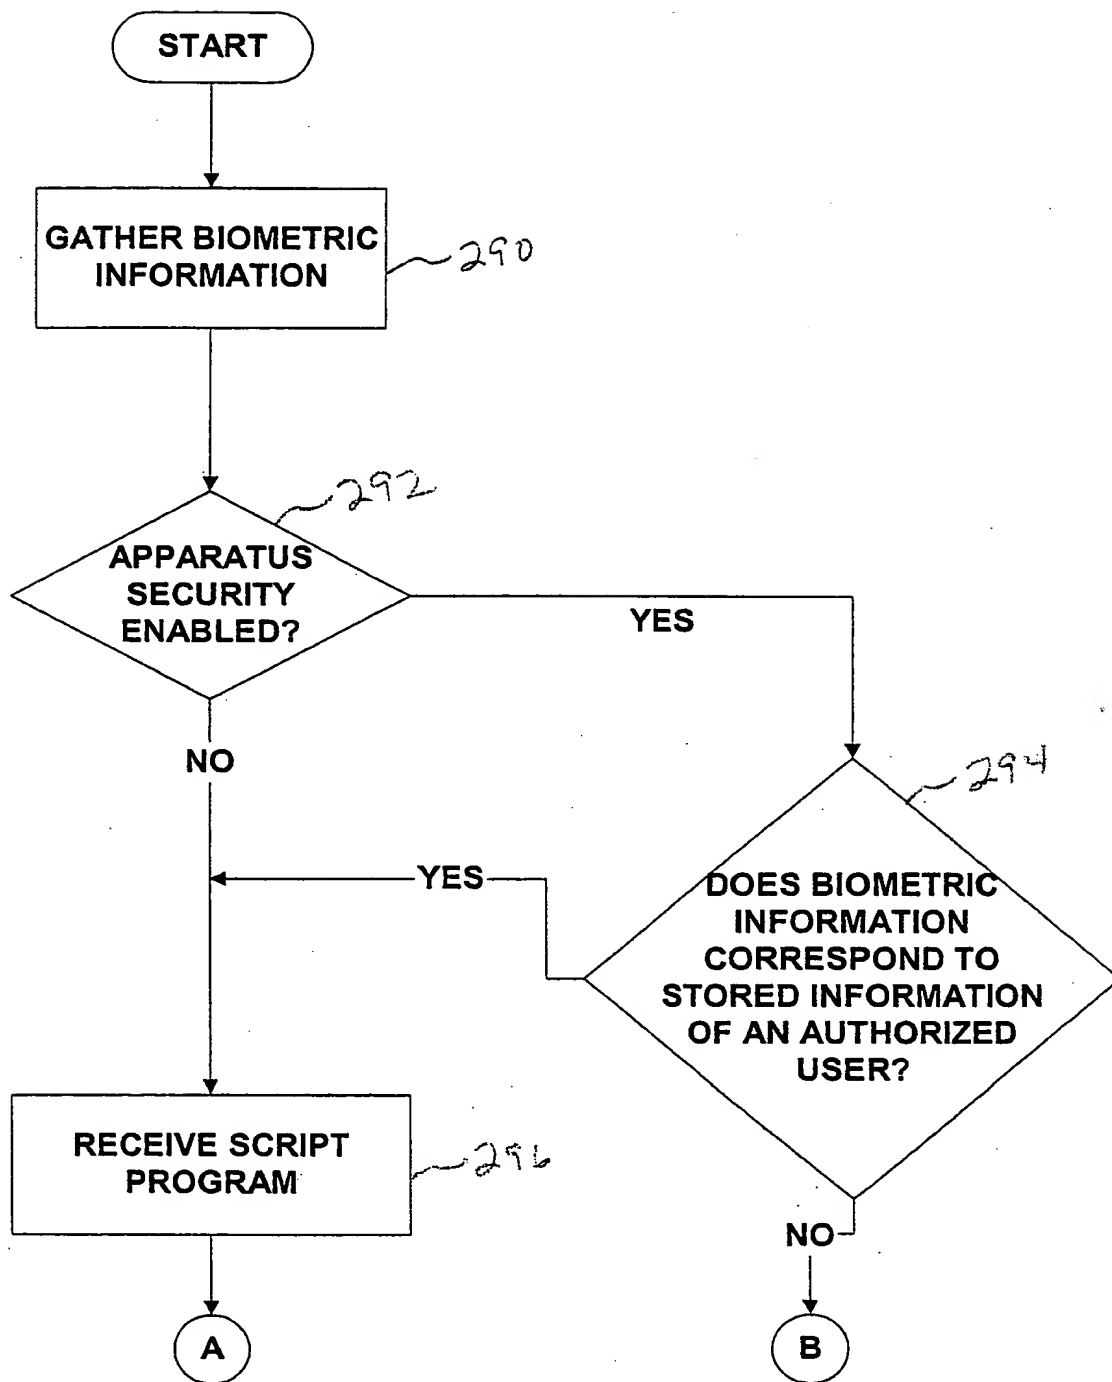 START
GATHER BIOMETRIC
INFORMATION
290
292
APPARATUS
SECURITY
ENABLED?
YES
NO
294
YES
DOES BIOMETRIC
INFORMATION
CORRESPOND TO
STORED INFORMATION
OF AN AUTHORIZED
USER?
RECEIVE SCRIPT
PROGRAM
296
NO
A
B